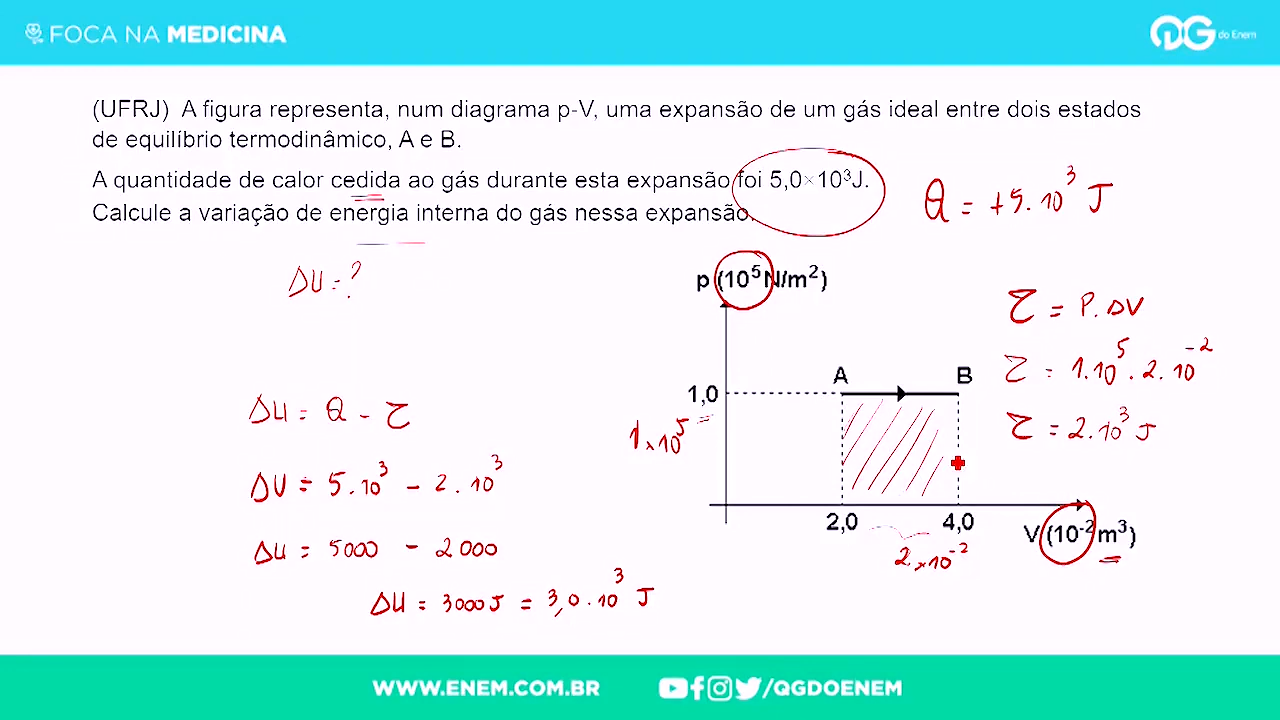 FOCA NA MEDICINA
QG do Enem
(UFRJ) A figura representa, num diagrama p-V, uma expansão de um gás ideal entre dois estados
de equilíbrio termodinâmico, A e B.
A quantidade de calor cedida ao gás durante esta expansão foi 5,0×10³J.
Calcule a variação de energia interna do gás nessa expansão.
Q = +5.10³ J
ΔU = ?
p (10⁵N/m²)
τ = P.ΔV
τ = 1.10⁵ . 2.10⁻²
τ = 2.10³ J
A B
1,0
1×10⁵
ΔU = Q - τ
ΔU = 5.10³ - 2.10³
ΔU = 5000 - 2000
ΔU = 3000J = 3,0.10³ J
2,0 4,0
V (10⁻²m³)
2×10⁻²
WWW.ENEM.COM.BR
/QGDOENEM